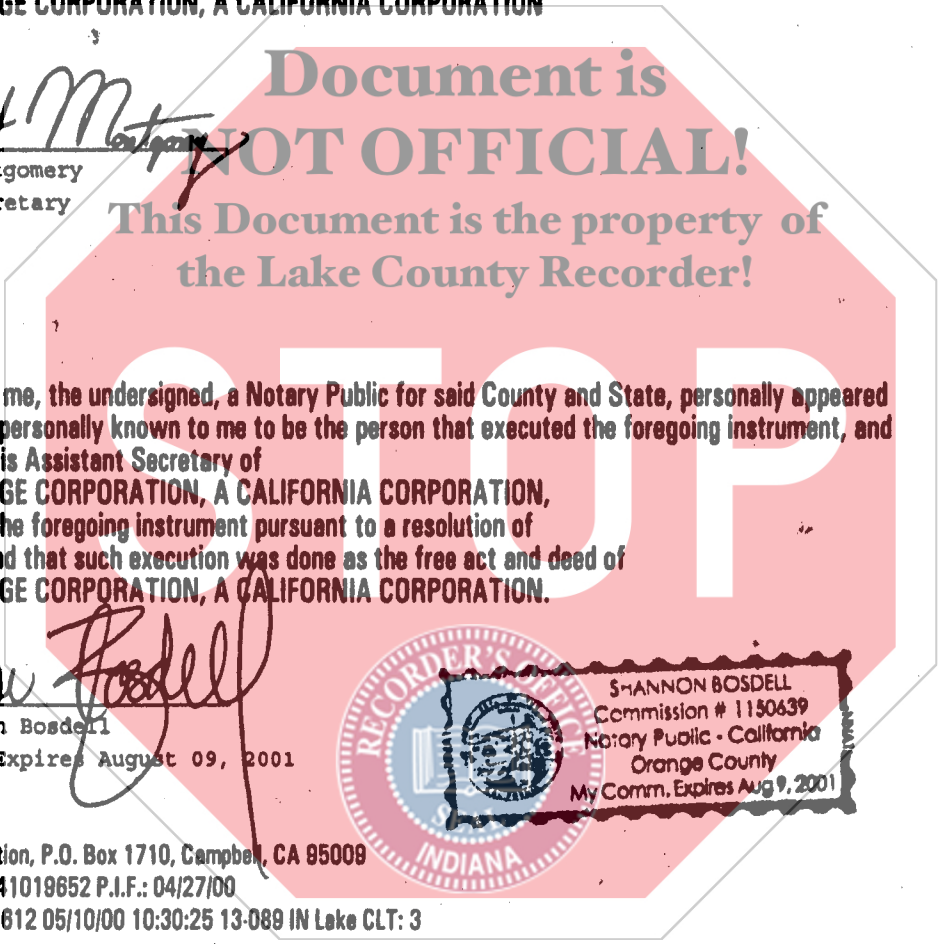 GE CORPORATION, A CALIFORNIA CORPORATION
Document is
NOT OFFICIAL!
Montgomery
gomery
retary
This Document is the property of
the Lake County Recorder!
STOP
me, the undersigned, a Notary Public for said County and State, personally appeared
personally known to me to be the person that executed the foregoing instrument, and
is Assistant Secretary of
GE CORPORATION, A CALIFORNIA CORPORATION,
he foregoing instrument pursuant to a resolution of
d that such execution was done as the free act and deed of
GE CORPORATION, A CALIFORNIA CORPORATION.
Bosdell
n Bosdell
Expires August 09, 2001
RECORDER'S OFFICE
SEAL
INDIANA
SHANNON BOSDELL
Commission # 1150639
Notary Public - California
Orange County
My Comm. Expires Aug 9, 2001
tion, P.O. Box 1710, Campbell, CA 95009
41019652 P.I.F.: 04/27/00
612 05/10/00 10:30:25 13-089 IN Lake CLT: 3